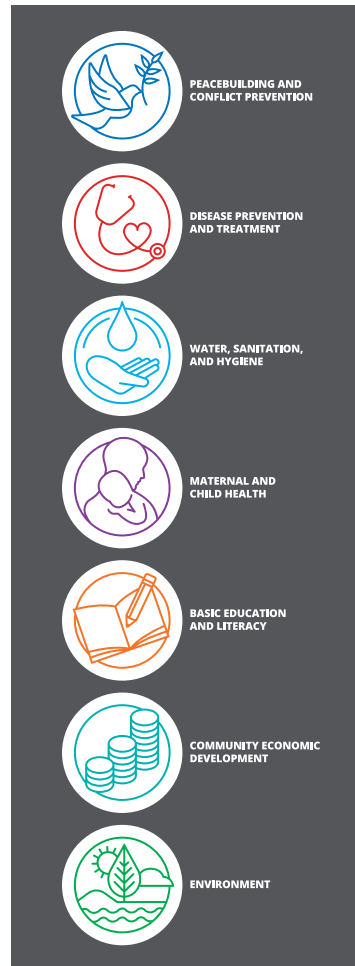 PEACEBUILDING AND
CONFLICT PREVENTION
DISEASE PREVENTION
AND TREATMENT
WATER, SANITATION,
AND HYGIENE
MATERNAL AND
CHILD HEALTH
BASIC EDUCATION
AND LITERACY
COMMUNITY ECONOMIC
DEVELOPMENT
ENVIRONMENT